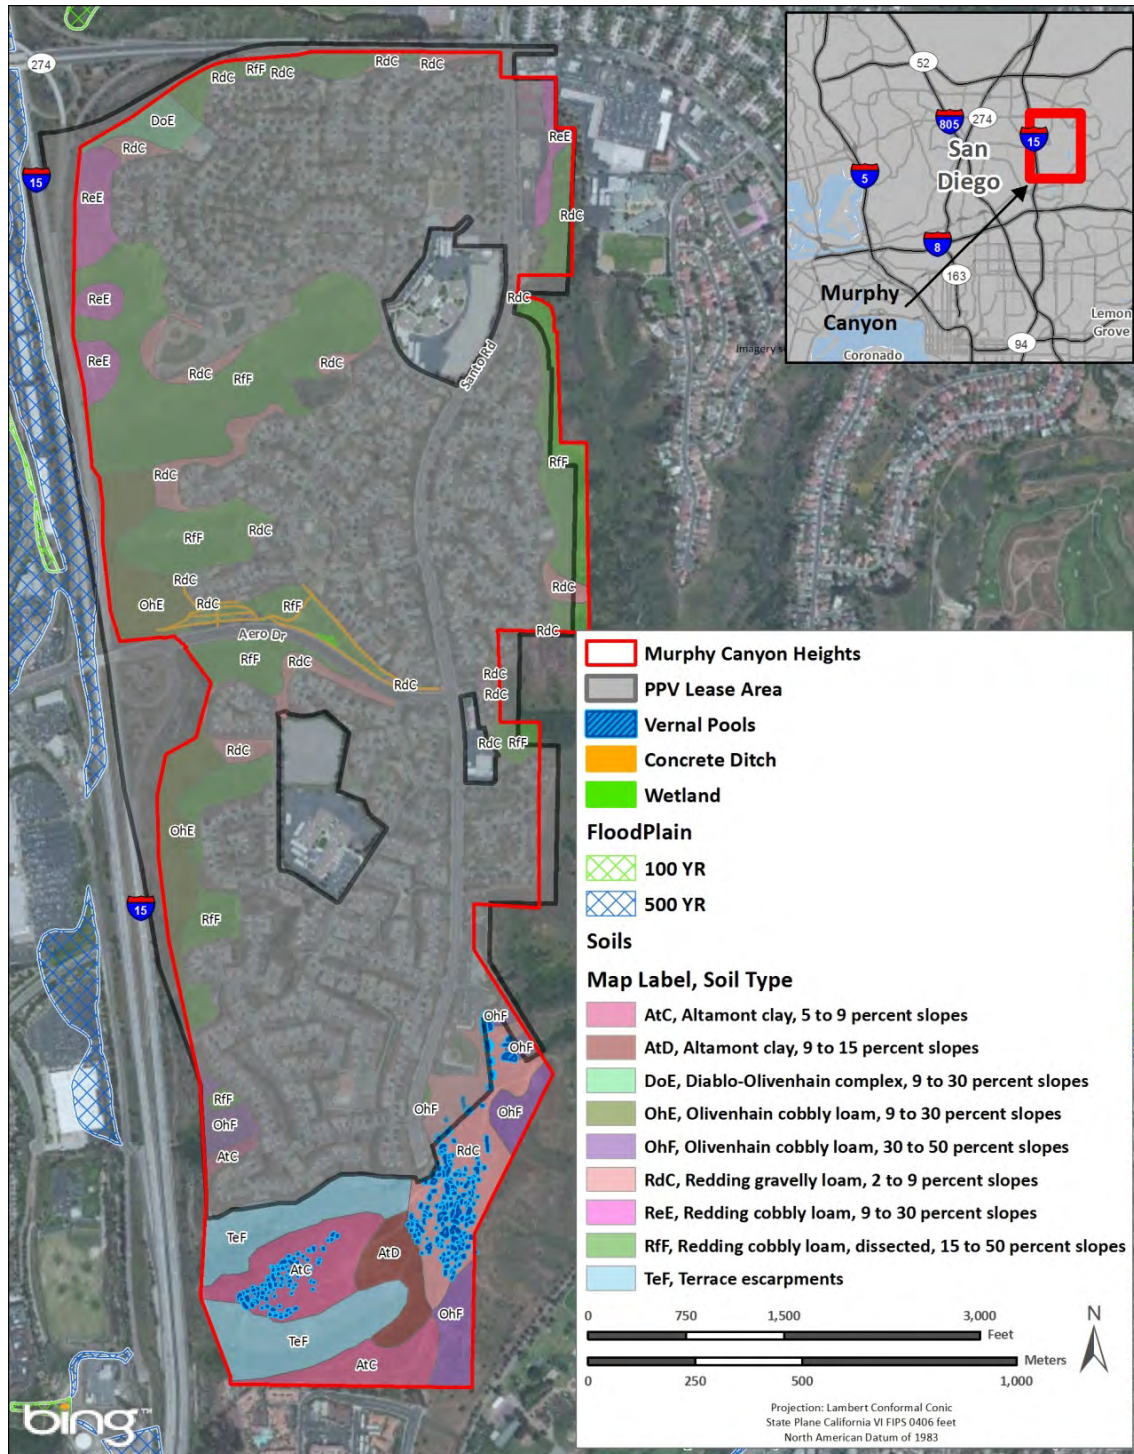 274
RdC
RfF
RdC
RdC
RdC
DoE
RdC
15
ReE
ReE
RdC
ReE
ReE
RdC
RfF
RdC
RdC
Santo Rd
RdC
RfF
RfF
RdC
RdC
RdC
OhE
RdC
RfF
Aero Dr
RfF
RdC
RdC
RdC
RdC
RdC
RdC
RdC
RfF
RdC
OhE
15
RfF
OhF
OhF
RfF
OhF
OhF
OhF
AtC
RdC
TeF
AtD
AtC
OhF
TeF
AtC
bing™
Imagery s
52
805
274
15
San
Diego
5
8
163
Murphy
Canyon
Lemon
Grove
94
Coronado
Murphy Canyon Heights
PPV Lease Area
Vernal Pools
Concrete Ditch
Wetland
FloodPlain
100 YR
500 YR
Soils
Map Label, Soil Type
AtC, Altamont clay, 5 to 9 percent slopes
AtD, Altamont clay, 9 to 15 percent slopes
DoE, Diablo-Olivenhain complex, 9 to 30 percent slopes
OhE, Olivenhain cobbly loam, 9 to 30 percent slopes
OhF, Olivenhain cobbly loam, 30 to 50 percent slopes
RdC, Redding gravelly loam, 2 to 9 percent slopes
ReE, Redding cobbly loam, 9 to 30 percent slopes
RfF, Redding cobbly loam, dissected, 15 to 50 percent slopes
TeF, Terrace escarpments
0 750 1,500 3,000
Feet
Meters
0 250 500 1,000
N
Projection: Lambert Conformal Conic
State Plane California VI FIPS 0406 feet
North American Datum of 1983